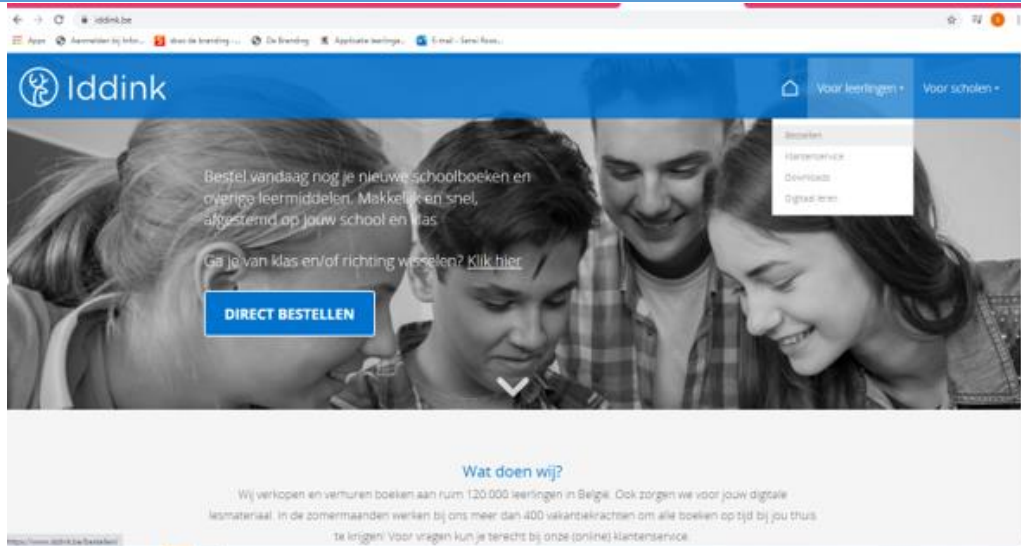 iddink.be
Apps
Iddink
Voor leerlingen
Voor scholen
Bestellen
Klantenservice
Downloads
Digitaal leren
Bestel vandaag nog je nieuwe schoolboeken en
overige leermiddelen. Makkelijk en snel,
afgestemd op jouw school en klas
Ga je van klas en/of richting wisselen? Klik hier
DIRECT BESTELLEN
Wat doen wij?
Wij verkopen en verhuren boeken aan ruim 120.000 leerlingen in België. Ook zorgen we voor jouw digitale
lesmateriaal. In de zomermaanden werken bij ons meer dan 400 vakantiekrachten om alle boeken op tijd bij jou thuis
te krijgen! Voor vragen kun je terecht bij onze (online) klantenservice.
https://www.iddink.be/bestellen/